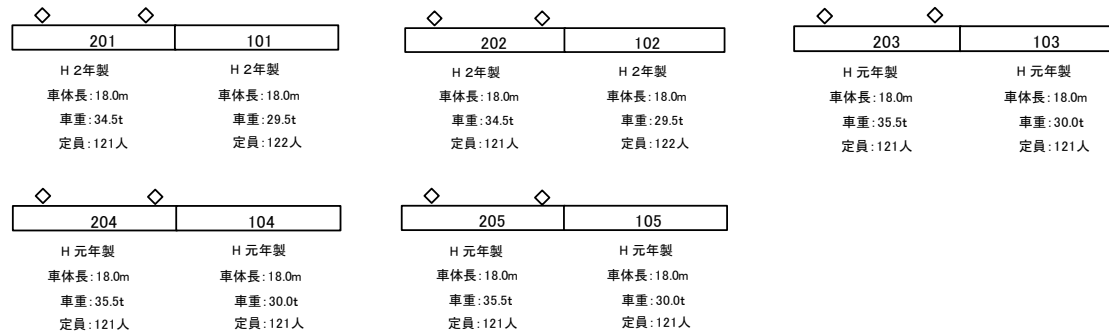 201 101
H 2年製 H 2年製
車体長:18.0m 車体長:18.0m
車重:34.5t 車重:29.5t
定員:121人 定員:122人
202 102
H 2年製 H 2年製
車体長:18.0m 車体長:18.0m
車重:34.5t 車重:29.5t
定員:121人 定員:122人
203 103
H 元年製 H 元年製
車体長:18.0m 車体長:18.0m
車重:35.5t 車重:30.0t
定員:121人 定員:121人
204 104
H 元年製 H 元年製
車体長:18.0m 車体長:18.0m
車重:35.5t 車重:30.0t
定員:121人 定員:121人
205 105
H 元年製 H 元年製
車体長:18.0m 車体長:18.0m
車重:35.5t 車重:30.0t
定員:121人 定員:121人